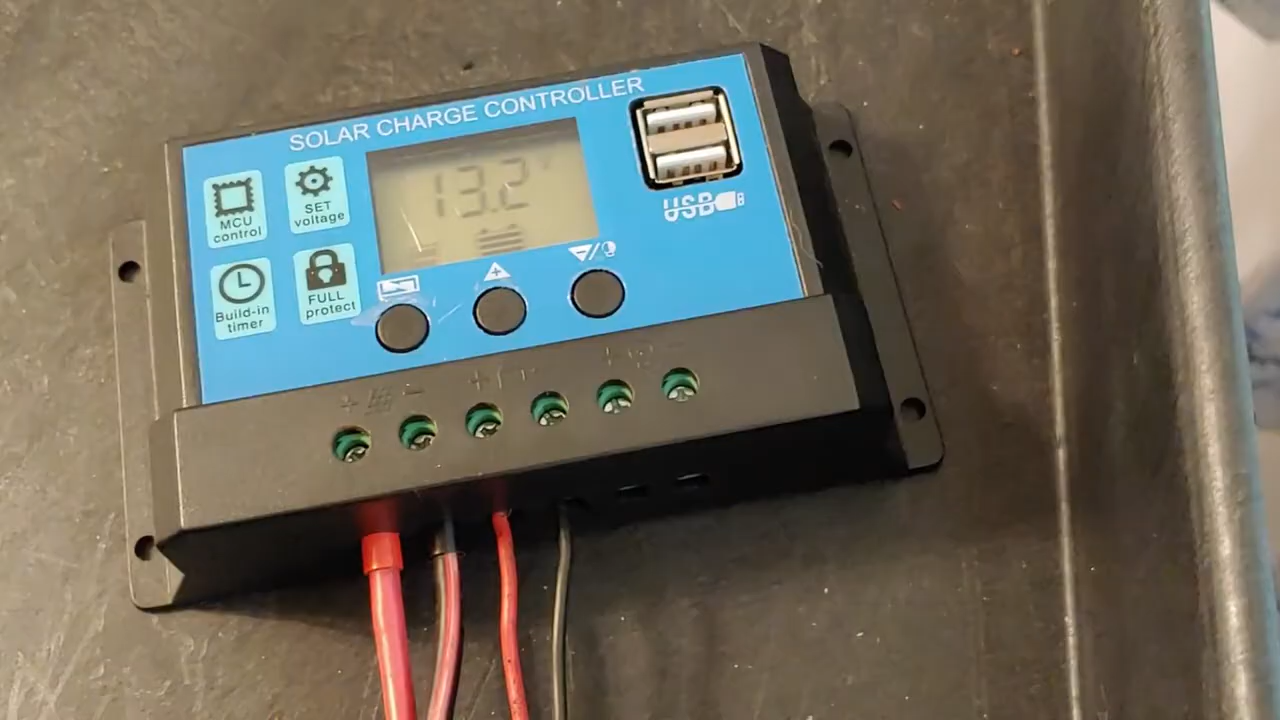 SOLAR CHARGE CONTROLLER
MCU
control
SET
voltage
Build-in
timer
FULL
protect
13.2 V
USB